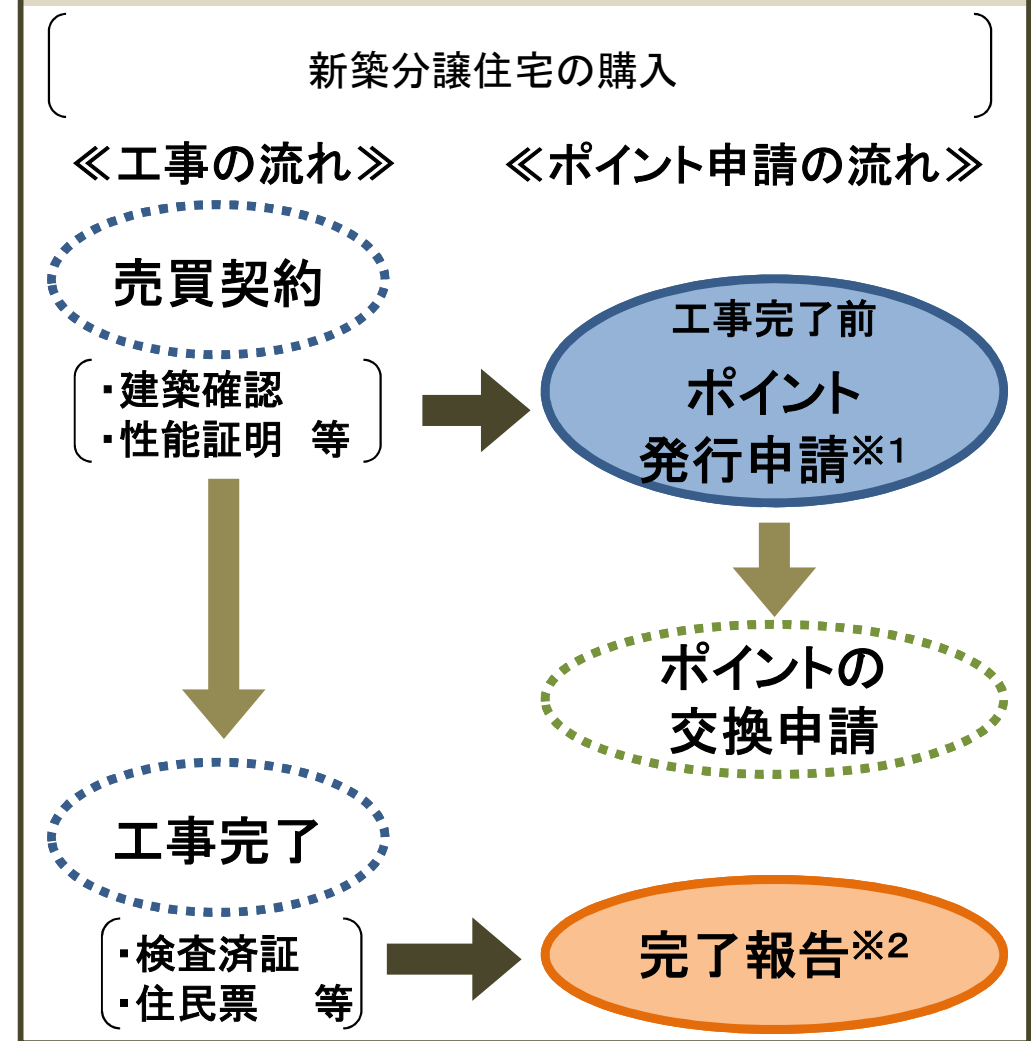 新築分譲住宅の購入
≪工事の流れ≫
≪ポイント申請の流れ≫
売買契約
・建築確認
・性能証明　等
工事完了前
ポイント
発行申請※1
ポイントの
交換申請
工事完了
・検査済証
・住民票　等
完了報告※2